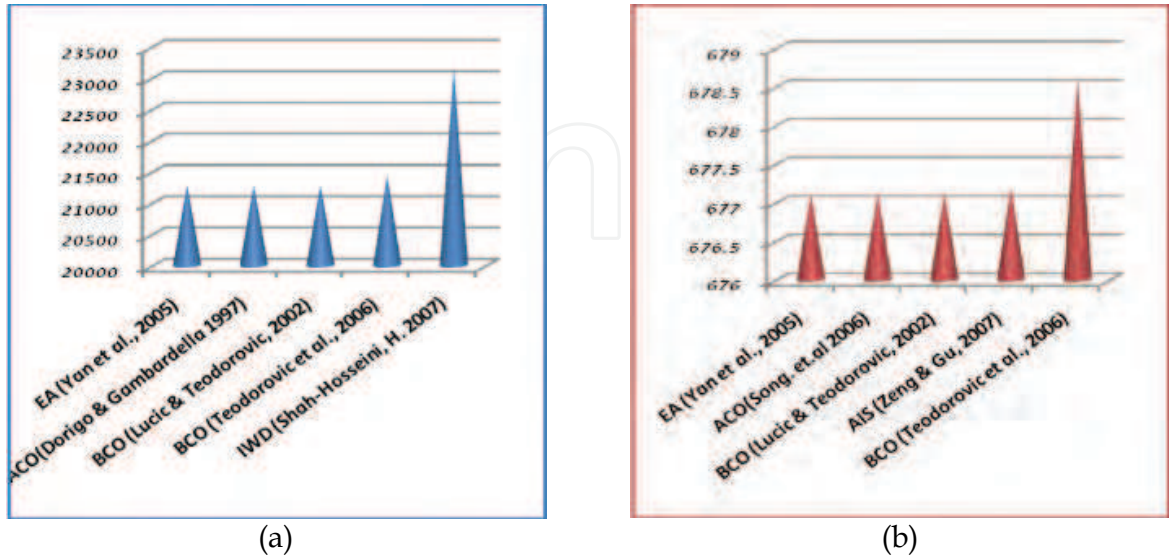 23500
23000
22500
22000
21500
21000
20500
20000
EA (Yan et al., 2005)
ACO(Dorigo & Gambardella 1997)
BCO (Lucic & Teodorovic, 2002)
BCO (Teodorovic et al., 2006)
IWD (Shah-Hosseini, H. 2007)
(a)
679
678.5
678
677.5
677
676.5
676
EA (Yan et al., 2005)
ACO(Song. et.al 2006)
BCO (Lucic & Teodorovic, 2002)
AIS (Zeng & Gu, 2007)
BCO (Teodorovic et al., 2006)
(b)